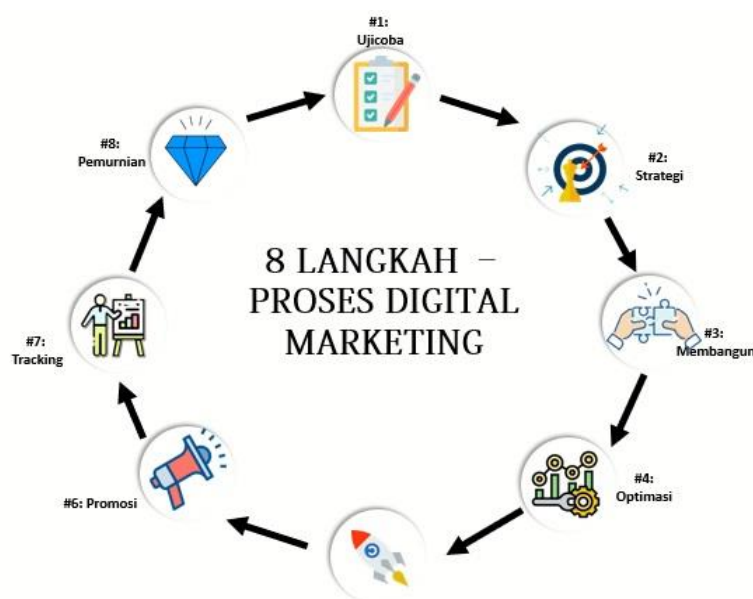 #1:
Ujicoba
#2:
Strategi
#3:
Membangun
#4:
Optimasi
#6: Promosi
#7:
Tracking
#8:
Pemurnian
8 LANGKAH –
PROSES DIGITAL
MARKETING